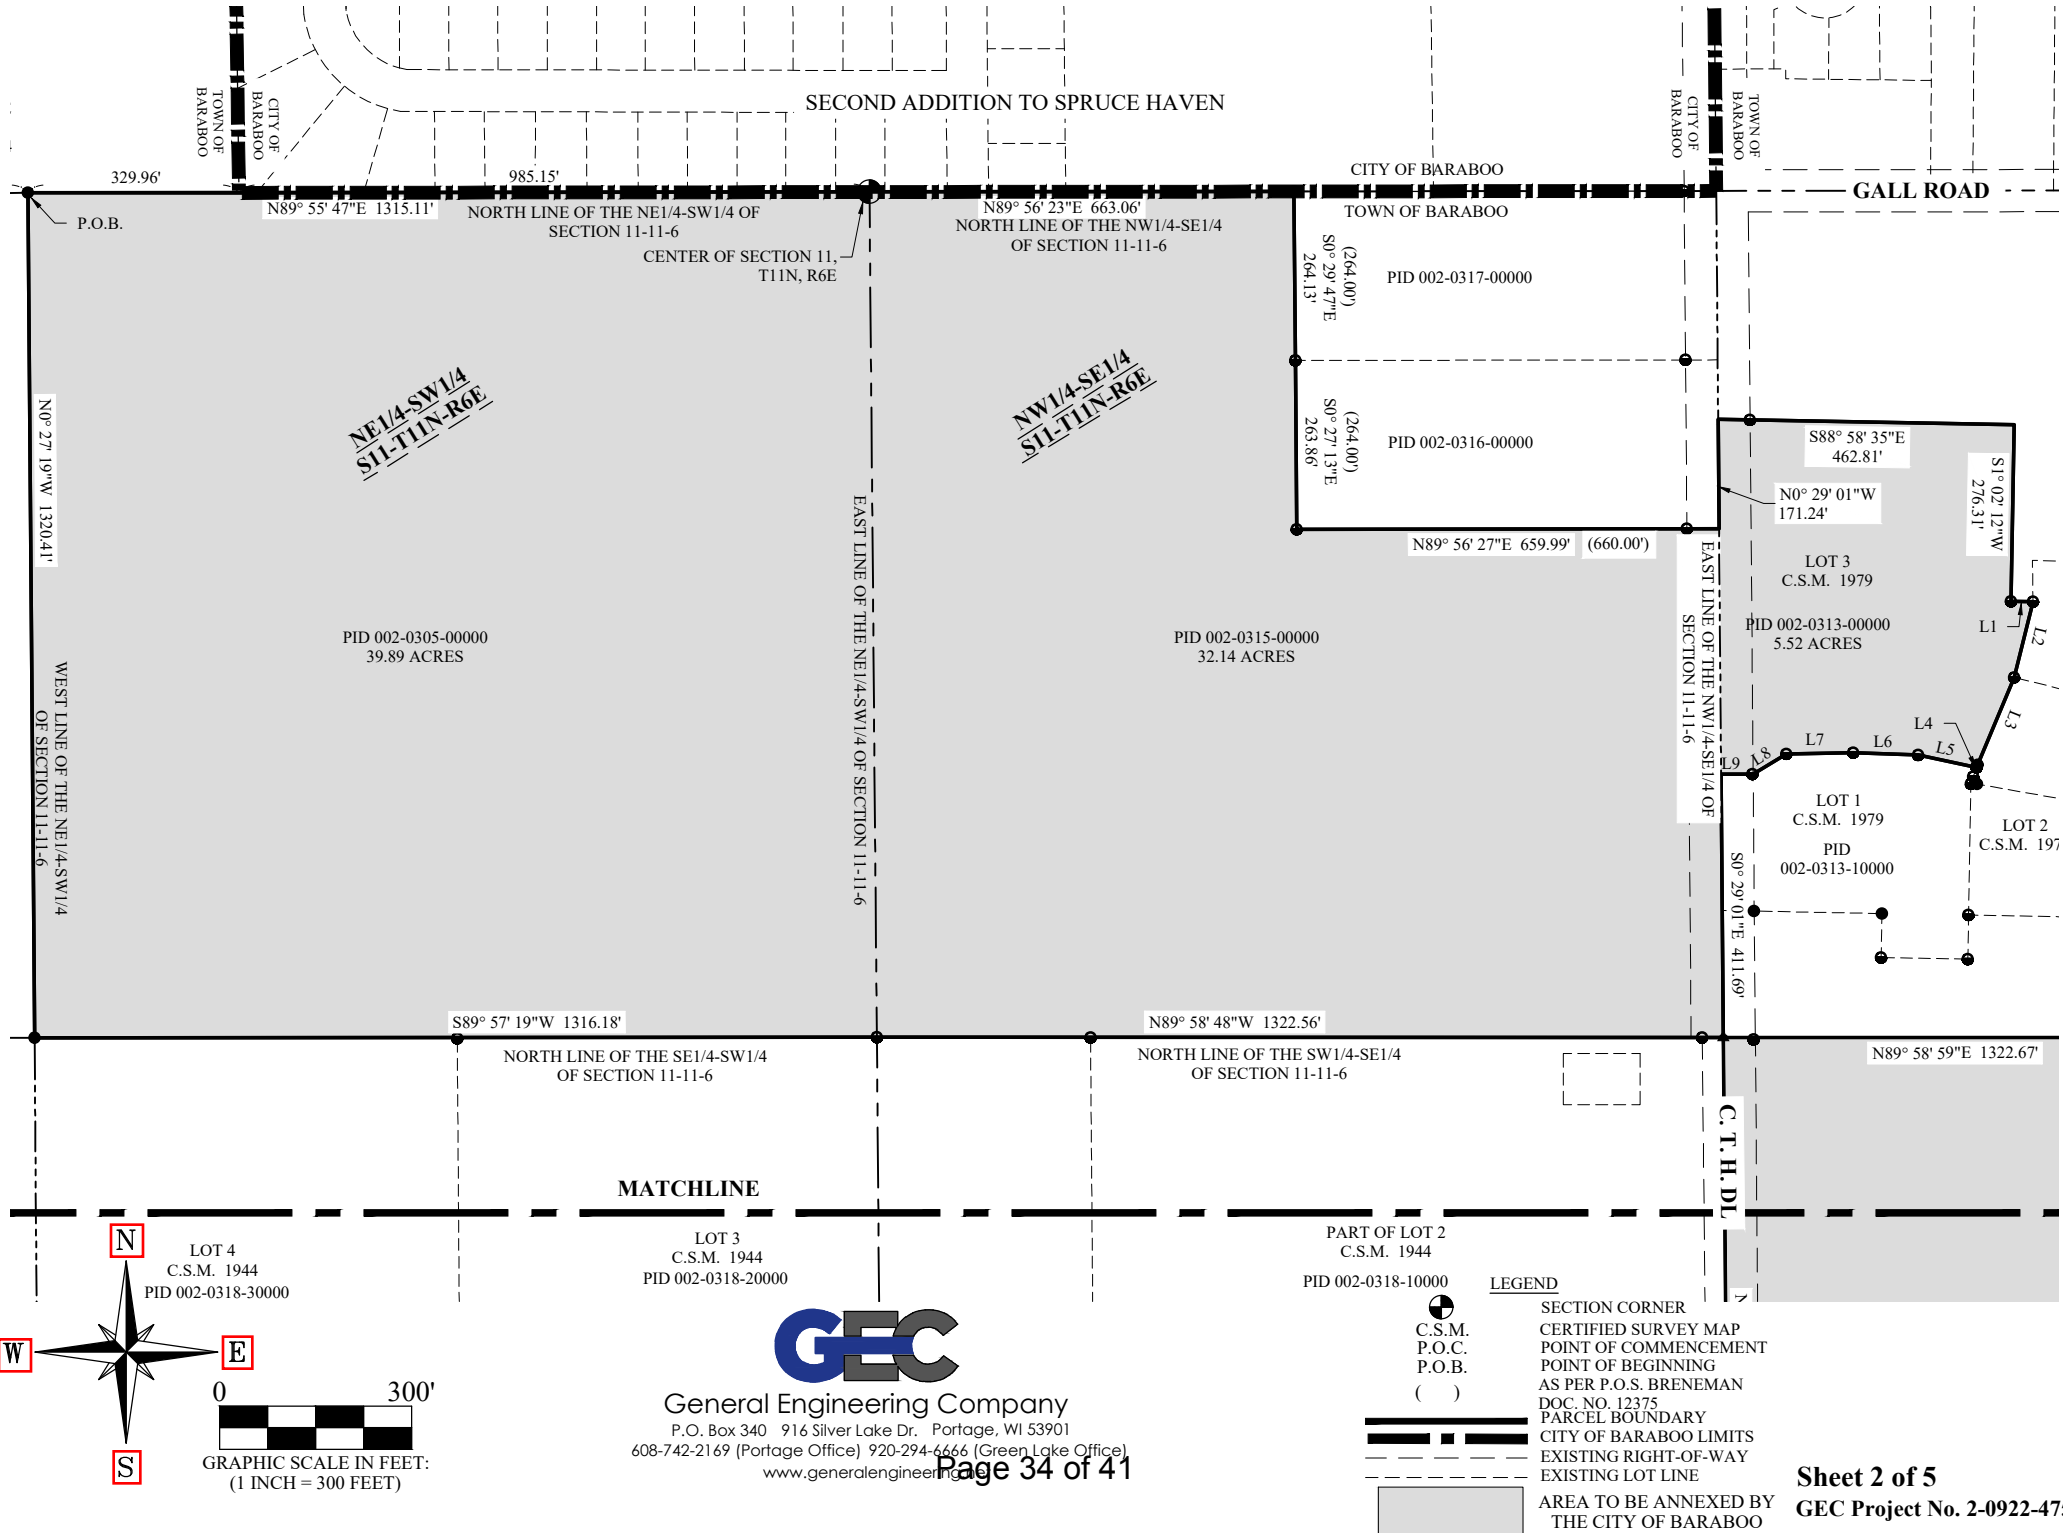 SECOND ADDITION TO SPRUCE HAVEN
TOWN OF
BARABOO
CITY OF
BARABOO
CITY OF
BARABOO
TOWN OF
BARABOO
329.96'
985.15'
CITY OF BARABOO
GALL ROAD
P.O.B.
N89° 55' 47"E 1315.11'
NORTH LINE OF THE NE1/4-SW1/4 OF
SECTION 11-11-6
N89° 56' 23"E 663.06'
NORTH LINE OF THE NW1/4-SE1/4
OF SECTION 11-11-6
TOWN OF BARABOO
CENTER OF SECTION 11,
T11N, R6E
(264.00')
S0° 29' 47"E
264.13'
PID 002-0317-00000
NE1/4-SW1/4
S11-T11N-R6E
NW1/4-SE1/4
S11-T11N-R6E
(264.00')
S0° 27' 13"E
263.86'
PID 002-0316-00000
S88° 58' 35"E
462.81'
N0° 27' 19"W 1320.41'
S1° 02' 12"W
276.31'
N0° 29' 01"W
171.24'
N89° 56' 27"E 659.99' (660.00')
LOT 3
C.S.M. 1979
PID 002-0313-00000
5.52 ACRES
L1
L2
L3
L4
L5
L6
L7
L8
L9
PID 002-0305-00000
39.89 ACRES
PID 002-0315-00000
32.14 ACRES
WEST LINE OF THE NE1/4-SW1/4
OF SECTION 11-11-6
EAST LINE OF THE NE1/4-SW1/4 OF SECTION 11-11-6
EAST LINE OF THE NW1/4-SE1/4 OF
SECTION 11-11-6
LOT 1
C.S.M. 1979
PID
002-0313-10000
LOT 2
C.S.M. 197
S0° 29' 01"E 411.69'
S89° 57' 19"W 1316.18'
NORTH LINE OF THE SE1/4-SW1/4
OF SECTION 11-11-6
N89° 58' 48"W 1322.56'
NORTH LINE OF THE SW1/4-SE1/4
OF SECTION 11-11-6
N89° 58' 59"E 1322.67'
C. T. H. DL
MATCHLINE
LOT 4
C.S.M. 1944
PID 002-0318-30000
LOT 3
C.S.M. 1944
PID 002-0318-20000
PART OF LOT 2
C.S.M. 1944
PID 002-0318-10000
N
W
E
S
0 300'
GRAPHIC SCALE IN FEET:
(1 INCH = 300 FEET)
GEC
General Engineering Company
P.O. Box 340 916 Silver Lake Dr. Portage, WI 53901
608-742-2169 (Portage Office) 920-294-6666 (Green Lake Office)
www.generalengineering.net
Page 34 of 41
LEGEND
SECTION CORNER
C.S.M. CERTIFIED SURVEY MAP
P.O.C. POINT OF COMMENCEMENT
P.O.B. POINT OF BEGINNING
( ) AS PER P.O.S. BRENEMAN
DOC. NO. 12375
PARCEL BOUNDARY
CITY OF BARABOO LIMITS
EXISTING RIGHT-OF-WAY
EXISTING LOT LINE
AREA TO BE ANNEXED BY
THE CITY OF BARABOO
Sheet 2 of 5
GEC Project No. 2-0922-47